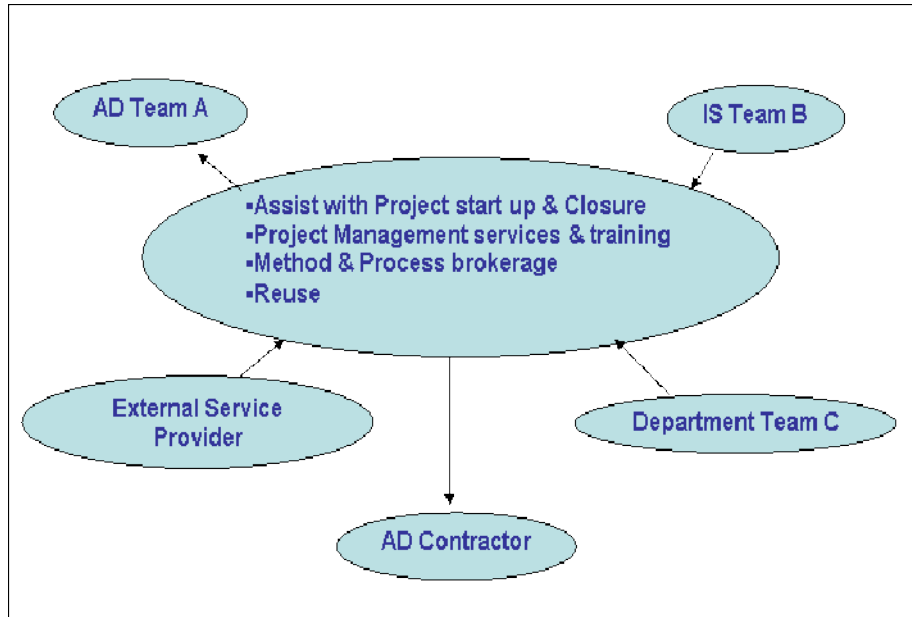 AD Team A
IS Team B
▪Assist with Project start up & Closure
▪Project Management services & training
▪Method & Process brokerage
▪Reuse
External Service
Provider
Department Team C
AD Contractor